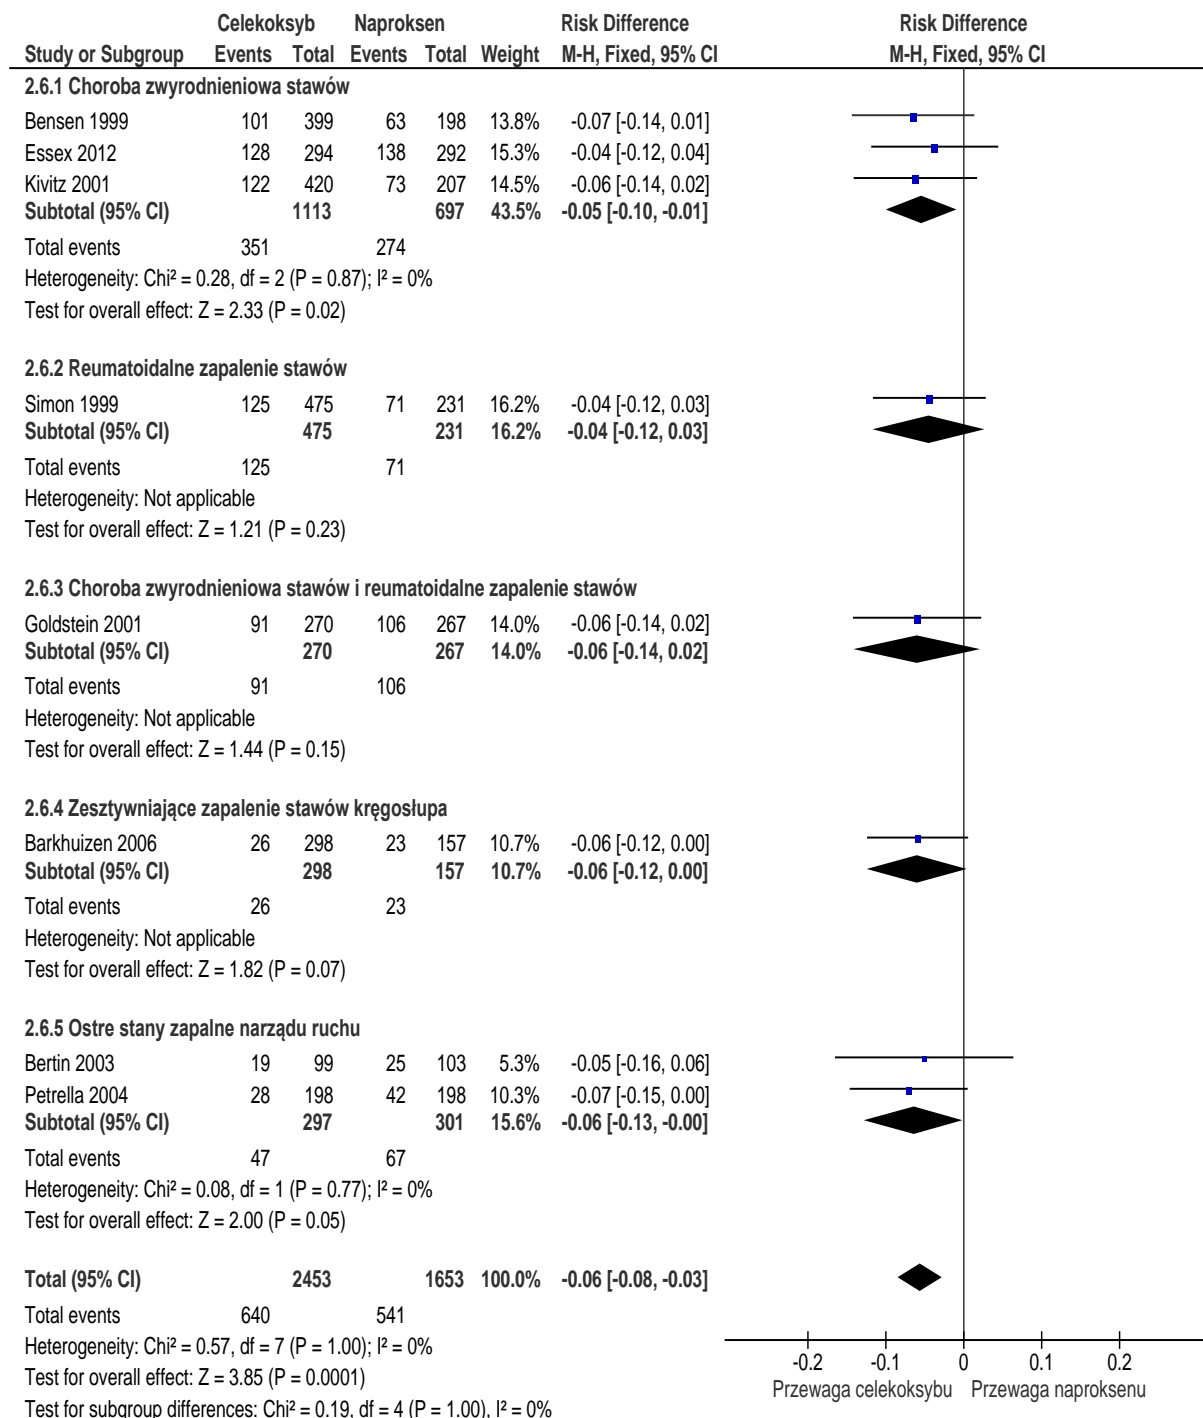 Celekoksyb Naproksen Risk Difference Risk Difference
Study or Subgroup Events Total Events Total Weight M-H, Fixed, 95% CI M-H, Fixed, 95% CI
2.6.1 Choroba zwyrodnieniowa stawów
Bensen 1999 101 399 63 198 13.8% -0.07 [-0.14, 0.01]
Essex 2012 128 294 138 292 15.3% -0.04 [-0.12, 0.04]
Kivitz 2001 122 420 73 207 14.5% -0.06 [-0.14, 0.02]
Subtotal (95% CI) 1113 697 43.5% -0.05 [-0.10, -0.01]
Total events 351 274
Heterogeneity: Chi² = 0.28, df = 2 (P = 0.87); I² = 0%
Test for overall effect: Z = 2.33 (P = 0.02)
2.6.2 Reumatoidalne zapalenie stawów
Simon 1999 125 475 71 231 16.2% -0.04 [-0.12, 0.03]
Subtotal (95% CI) 475 231 16.2% -0.04 [-0.12, 0.03]
Total events 125 71
Heterogeneity: Not applicable
Test for overall effect: Z = 1.21 (P = 0.23)
2.6.3 Choroba zwyrodnieniowa stawów i reumatoidalne zapalenie stawów
Goldstein 2001 91 270 106 267 14.0% -0.06 [-0.14, 0.02]
Subtotal (95% CI) 270 267 14.0% -0.06 [-0.14, 0.02]
Total events 91 106
Heterogeneity: Not applicable
Test for overall effect: Z = 1.44 (P = 0.15)
2.6.4 Zesztywniające zapalenie stawów kręgosłupa
Barkhuizen 2006 26 298 23 157 10.7% -0.06 [-0.12, 0.00]
Subtotal (95% CI) 298 157 10.7% -0.06 [-0.12, 0.00]
Total events 26 23
Heterogeneity: Not applicable
Test for overall effect: Z = 1.82 (P = 0.07)
2.6.5 Ostre stany zapalne narządu ruchu
Bertin 2003 19 99 25 103 5.3% -0.05 [-0.16, 0.06]
Petrella 2004 28 198 42 198 10.3% -0.07 [-0.15, 0.00]
Subtotal (95% CI) 297 301 15.6% -0.06 [-0.13, -0.00]
Total events 47 67
Heterogeneity: Chi² = 0.08, df = 1 (P = 0.77); I² = 0%
Test for overall effect: Z = 2.00 (P = 0.05)
Total (95% CI) 2453 1653 100.0% -0.06 [-0.08, -0.03]
Total events 640 541
Heterogeneity: Chi² = 0.57, df = 7 (P = 1.00); I² = 0%
Test for overall effect: Z = 3.85 (P = 0.0001)
Test for subgroup differences: Chi² = 0.19, df = 4 (P = 1.00), I² = 0%
-0.2 -0.1 0 0.1 0.2
Przewaga celekoksybu Przewaga naproksenu